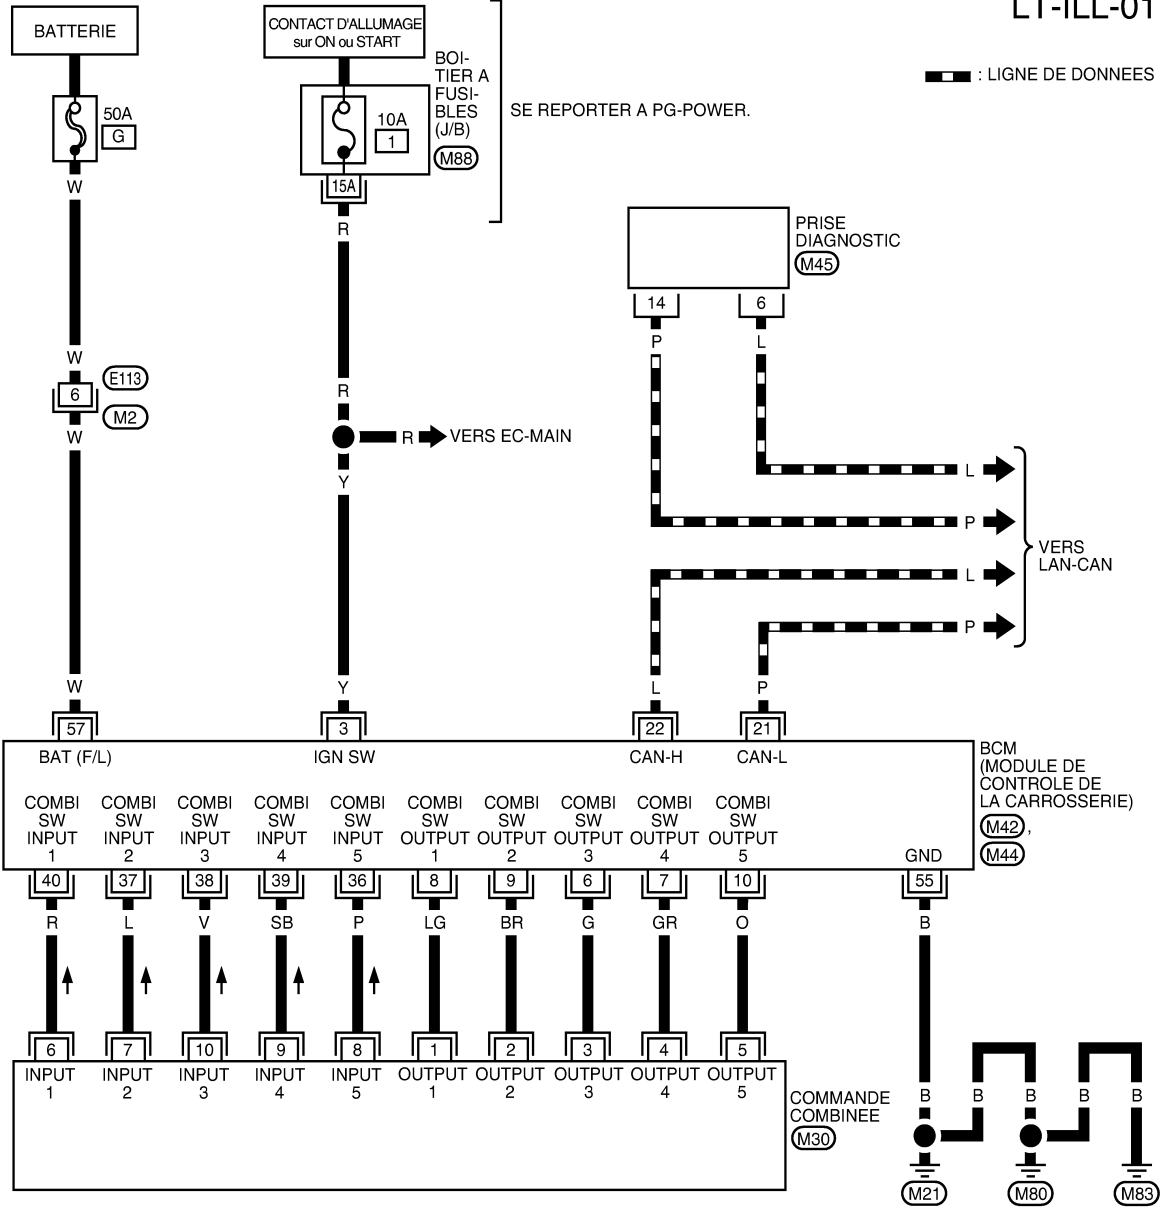 LT-ILL-01
BATTERIE
CONTACT D'ALLUMAGE
sur ON ou START
BOI-
TIER A
FUSI-
BLES
(J/B)
M88
: LIGNE DE DONNEES
50A
G
10A
1
SE REPORTER A PG-POWER.
15A
W
R
PRISE
DIAGNOSTIC
M45
14
6
P
L
W
E113
6
M2
W
R
R
VERS EC-MAIN
Y
L
P
L
P
VERS
LAN-CAN
W
Y
L
P
57
3
22
21
BAT (F/L)
IGN SW
CAN-H
CAN-L
BCM
(MODULE DE
CONTROLE DE
LA CARROSSERIE)
M42 ,
M44
COMBI
SW
INPUT
1
COMBI
SW
INPUT
2
COMBI
SW
INPUT
3
COMBI
SW
INPUT
4
COMBI
SW
INPUT
5
COMBI
SW
OUTPUT
1
COMBI
SW
OUTPUT
2
COMBI
SW
OUTPUT
3
COMBI
SW
OUTPUT
4
COMBI
SW
OUTPUT
5
GND
40
37
38
39
36
8
9
6
7
10
55
R
L
V
SB
P
LG
BR
G
GR
O
B
6
7
10
9
8
1
2
3
4
5
INPUT
1
INPUT
2
INPUT
3
INPUT
4
INPUT
5
OUTPUT
1
OUTPUT
2
OUTPUT
3
OUTPUT
4
OUTPUT
5
COMMANDE
COMBINEE
M30
B
B
B
B
B
M21
M80
M83